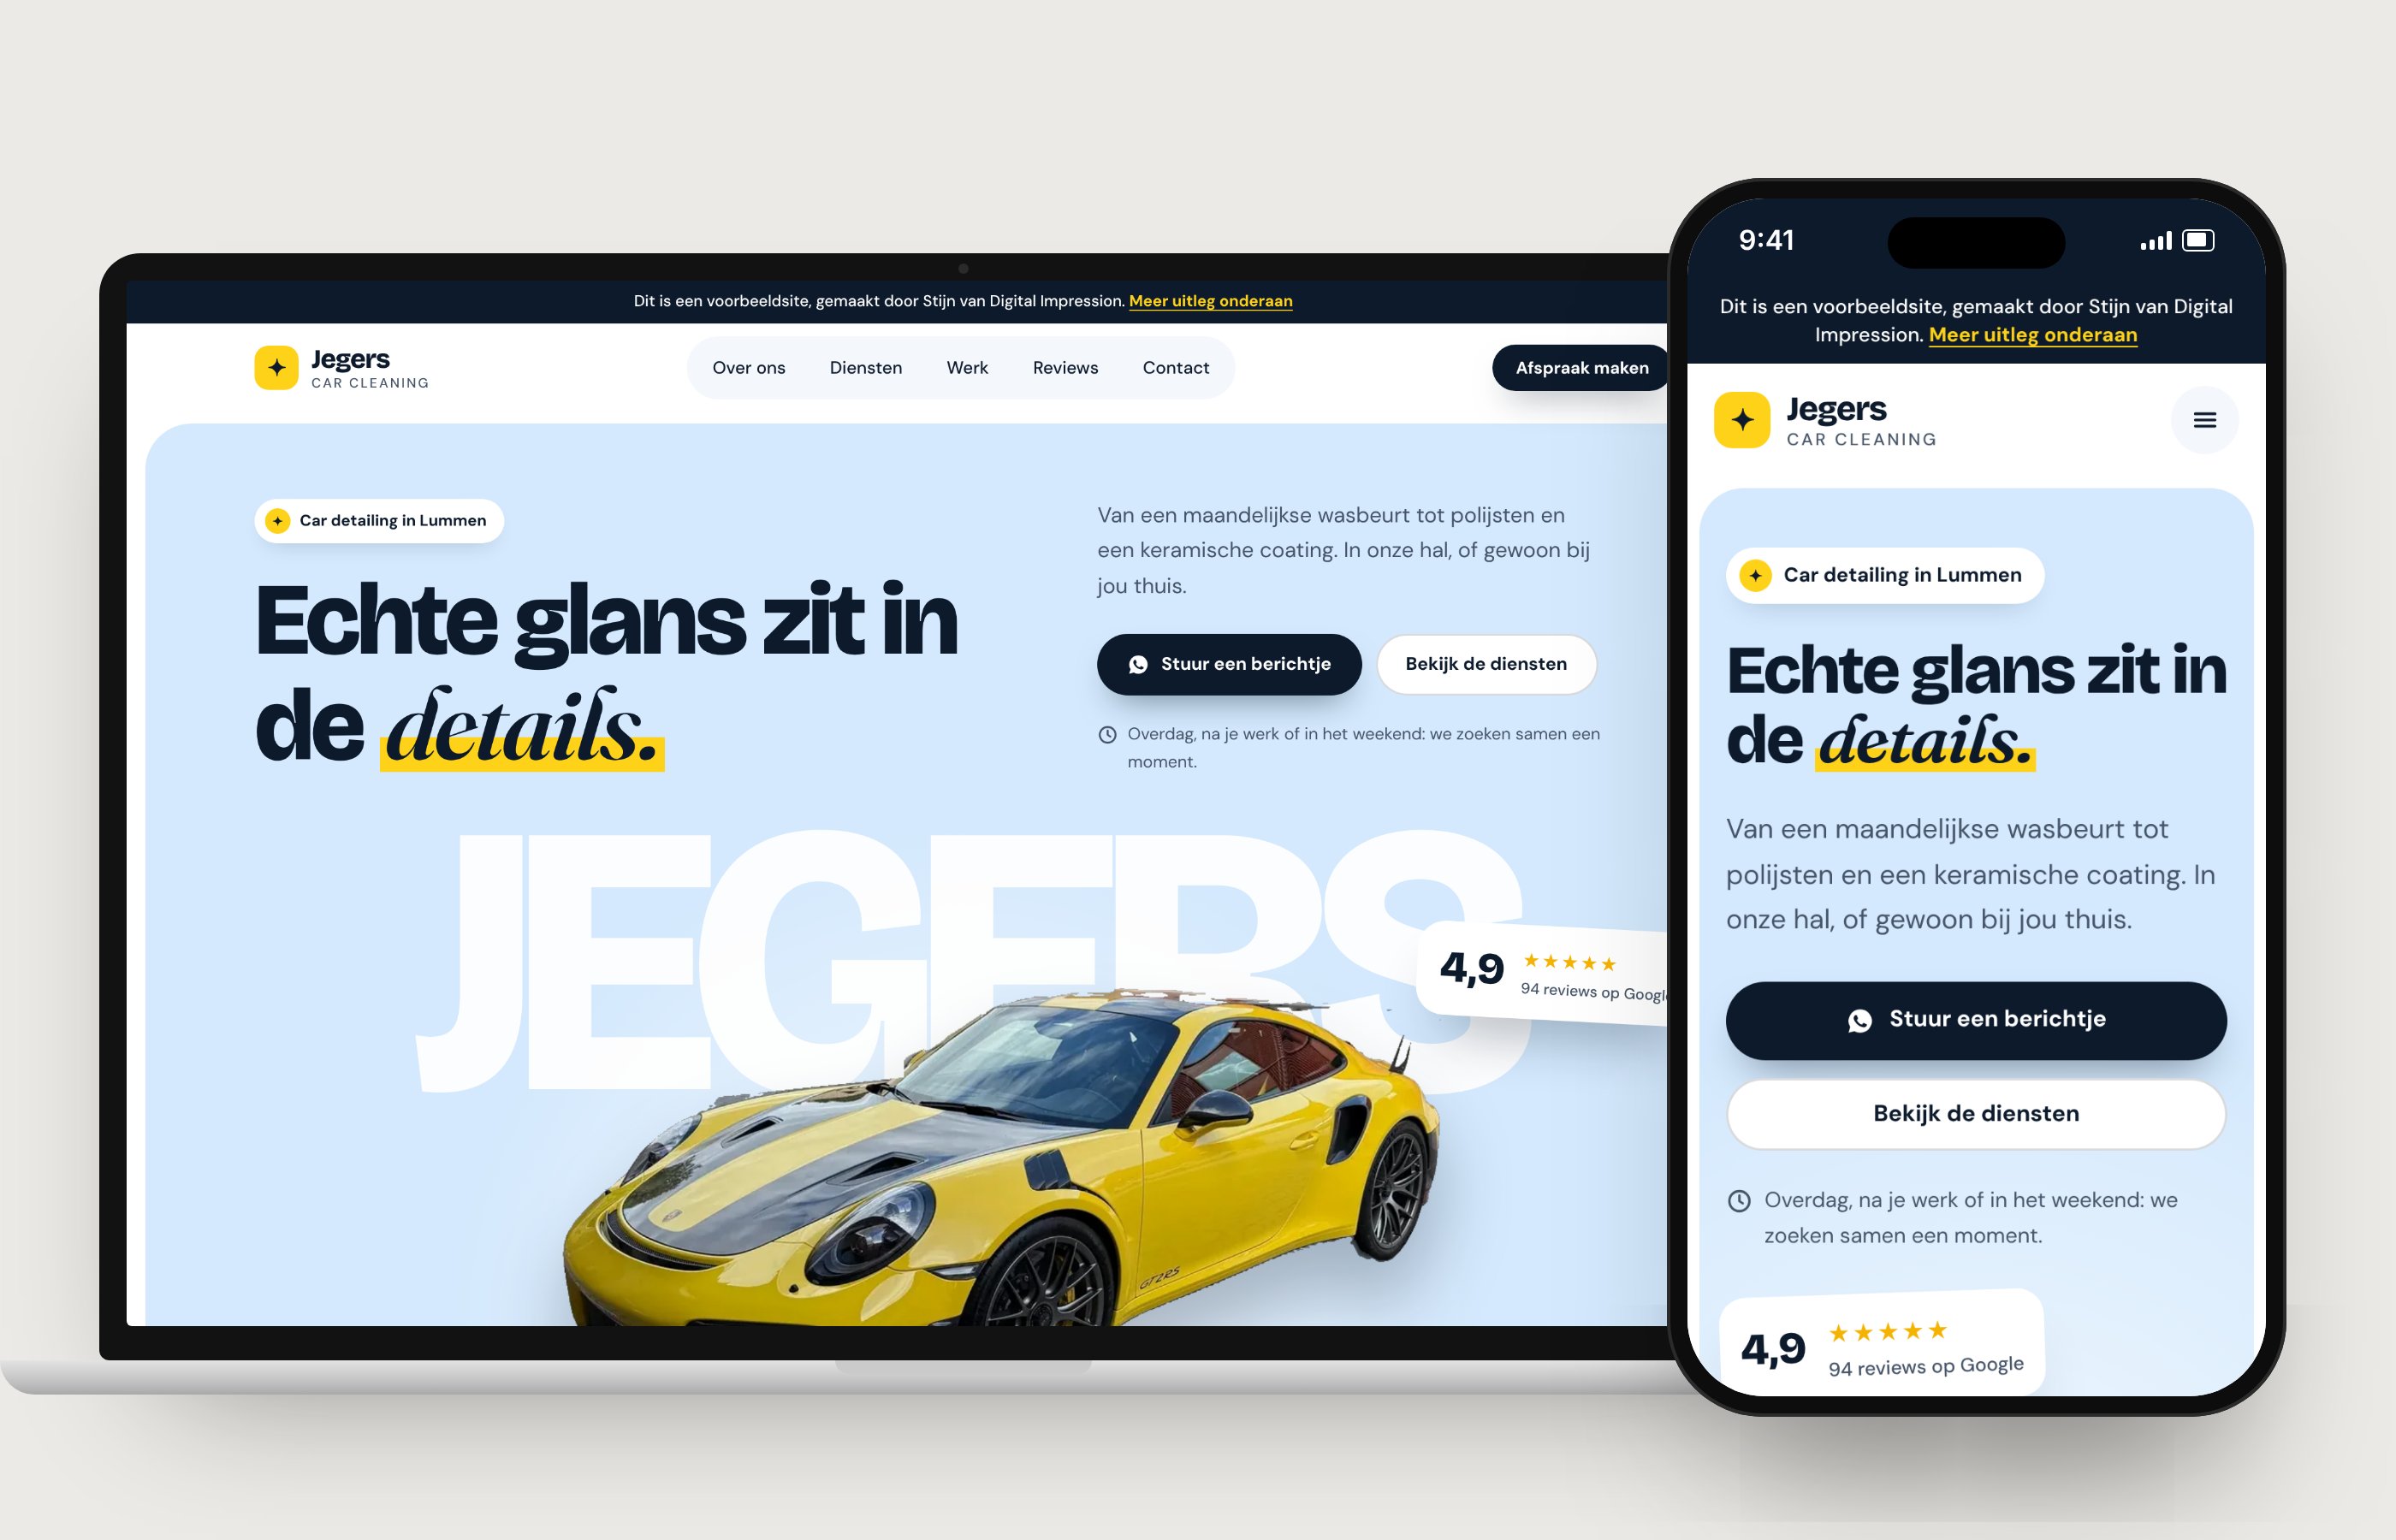 Dit is een voorbeeldsite, gemaakt door Stijn van Digital Impression. Meer uitleg onderaan
Jegers
CAR CLEANING
Over ons
Diensten
Werk
Reviews
Contact
Afspraak maken
Car detailing in Lummen
Echte glans zit in
de details.
Van een maandelijkse wasbeurt tot polijsten en
een keramische coating. In onze hal, of gewoon bij
jou thuis.
Stuur een berichtje
Bekijk de diensten
Overdag, na je werk of in het weekend: we zoeken samen een
moment.
JEGERS
4,9
★★★★★
94 reviews op Google
GT2RS
9:41
Dit is een voorbeeldsite, gemaakt door Stijn van Digital
Impression. Meer uitleg onderaan
Jegers
CAR CLEANING
Car detailing in Lummen
Echte glans zit in
de details.
Van een maandelijkse wasbeurt tot
polijsten en een keramische coating. In
onze hal, of gewoon bij jou thuis.
Stuur een berichtje
Bekijk de diensten
Overdag, na je werk of in het weekend: we
zoeken samen een moment.
4,9
★★★★★
94 reviews op Google